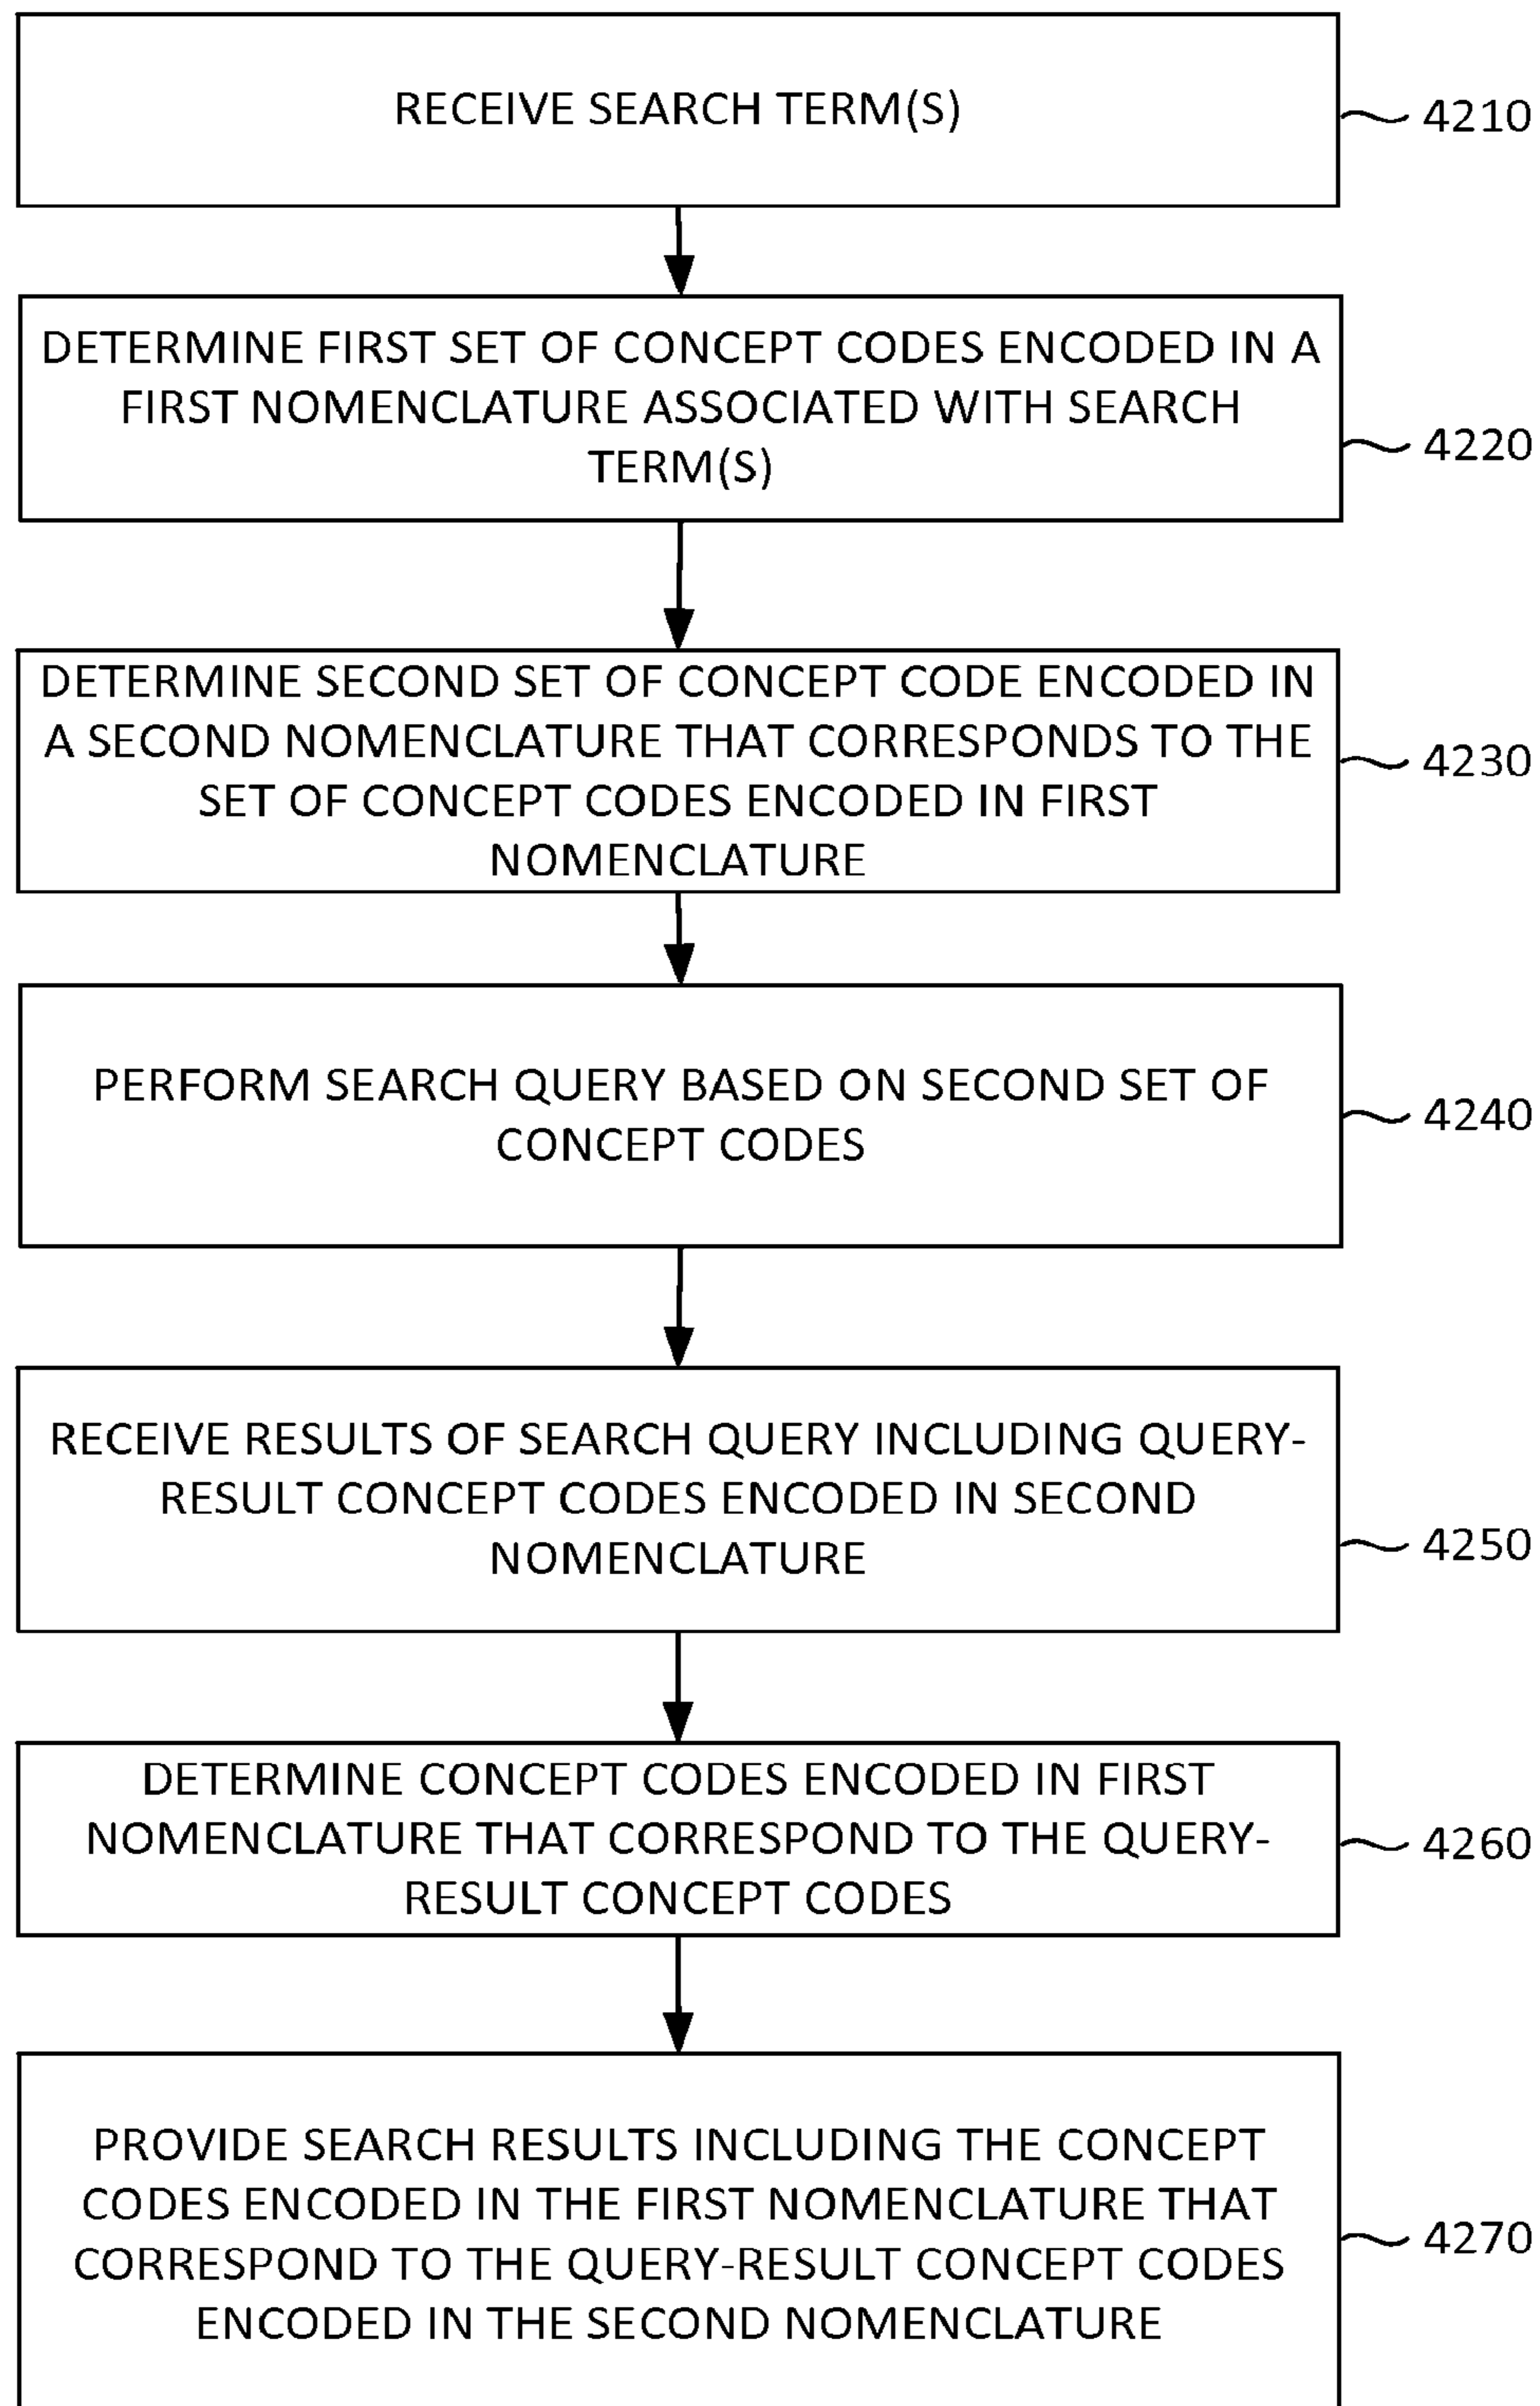 RECEIVE SEARCH TERM(S)
4210
DETERMINE FIRST SET OF CONCEPT CODES ENCODED IN A
FIRST NOMENCLATURE ASSOCIATED WITH SEARCH
TERM(S)
4220
DETERMINE SECOND SET OF CONCEPT CODE ENCODED IN
A SECOND NOMENCLATURE THAT CORRESPONDS TO THE
SET OF CONCEPT CODES ENCODED IN FIRST
NOMENCLATURE
4230
PERFORM SEARCH QUERY BASED ON SECOND SET OF
CONCEPT CODES
4240
RECEIVE RESULTS OF SEARCH QUERY INCLUDING QUERY-
RESULT CONCEPT CODES ENCODED IN SECOND
NOMENCLATURE
4250
DETERMINE CONCEPT CODES ENCODED IN FIRST
NOMENCLATURE THAT CORRESPOND TO THE QUERY-
RESULT CONCEPT CODES
4260
PROVIDE SEARCH RESULTS INCLUDING THE CONCEPT
CODES ENCODED IN THE FIRST NOMENCLATURE THAT
CORRESPOND TO THE QUERY-RESULT CONCEPT CODES
ENCODED IN THE SECOND NOMENCLATURE
4270